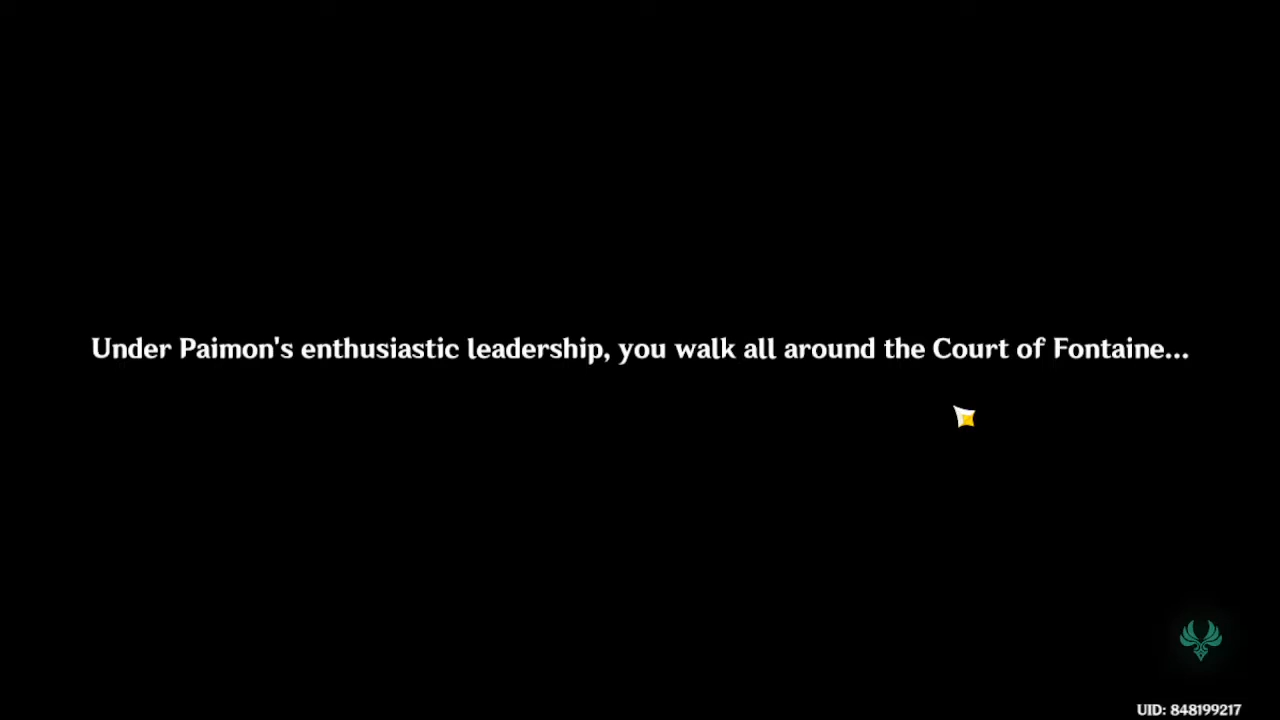 Under Paimon's enthusiastic leadership, you walk all around the Court of Fontaine...
UID: 848199217